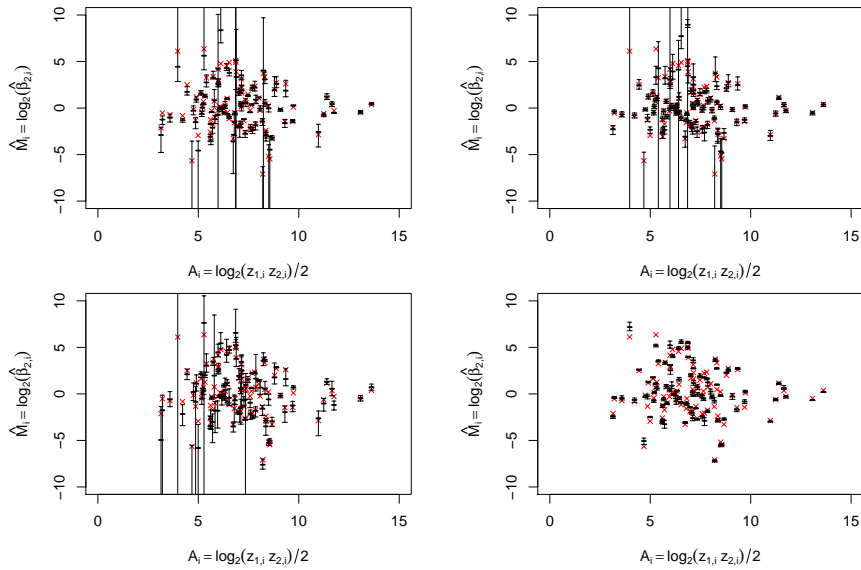 10
5
0
−5
−10
M̂ᵢ = log₂(β̂₂,ᵢ)
0 5 10 15
Aᵢ = log₂(z₁,ᵢ z₂,ᵢ)/2
10
5
0
−5
−10
M̂ᵢ = log₂(β̂₂,ᵢ)
0 5 10 15
Aᵢ = log₂(z₁,ᵢ z₂,ᵢ)/2
10
5
0
−5
−10
M̂ᵢ = log₂(β̂₂,ᵢ)
0 5 10 15
Aᵢ = log₂(z₁,ᵢ z₂,ᵢ)/2
10
5
0
−5
−10
M̂ᵢ = log₂(β̂₂,ᵢ)
0 5 10 15
Aᵢ = log₂(z₁,ᵢ z₂,ᵢ)/2